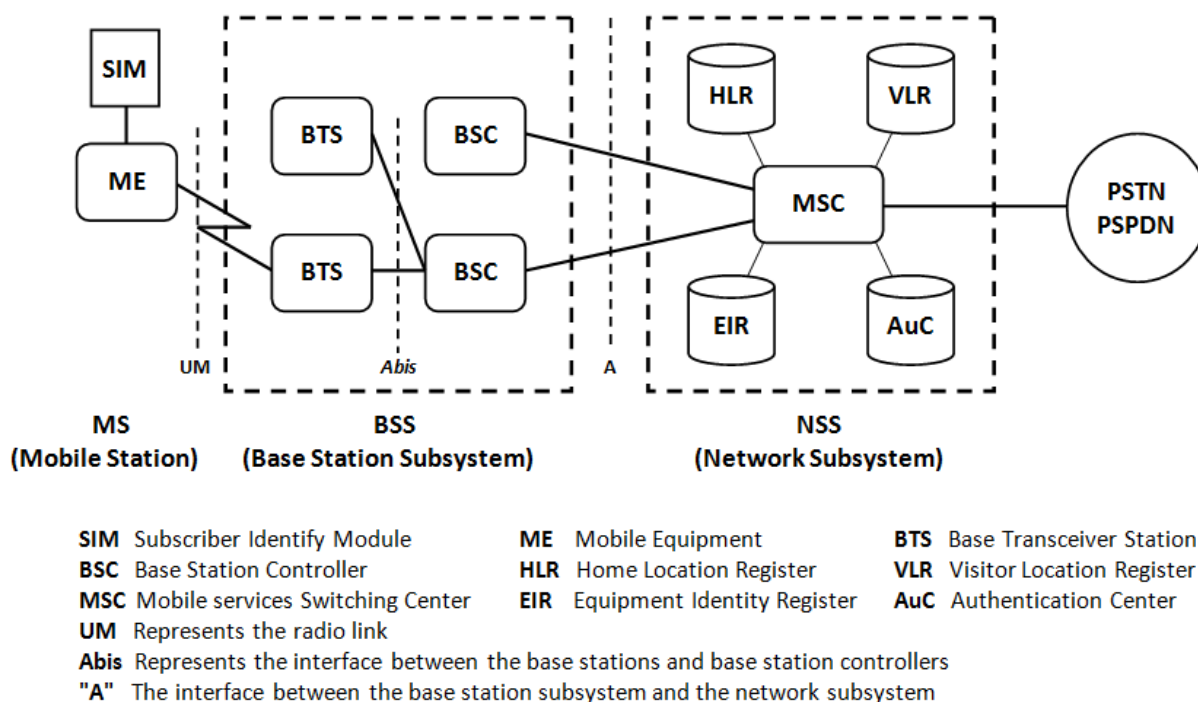 SIM
HLR
VLR
BTS
BSC
ME
MSC
PSTN
PSPDN
BTS
BSC
EIR
AuC
UM
Abis
A
MS
(Mobile Station)
BSS
(Base Station Subsystem)
NSS
(Network Subsystem)
SIM Subscriber Identify Module
ME Mobile Equipment
BTS Base Transceiver Station
BSC Base Station Controller
HLR Home Location Register
VLR Visitor Location Register
MSC Mobile services Switching Center
EIR Equipment Identity Register
AuC Authentication Center
UM Represents the radio link
Abis Represents the interface between the base stations and base station controllers
"A" The interface between the base station subsystem and the network subsystem